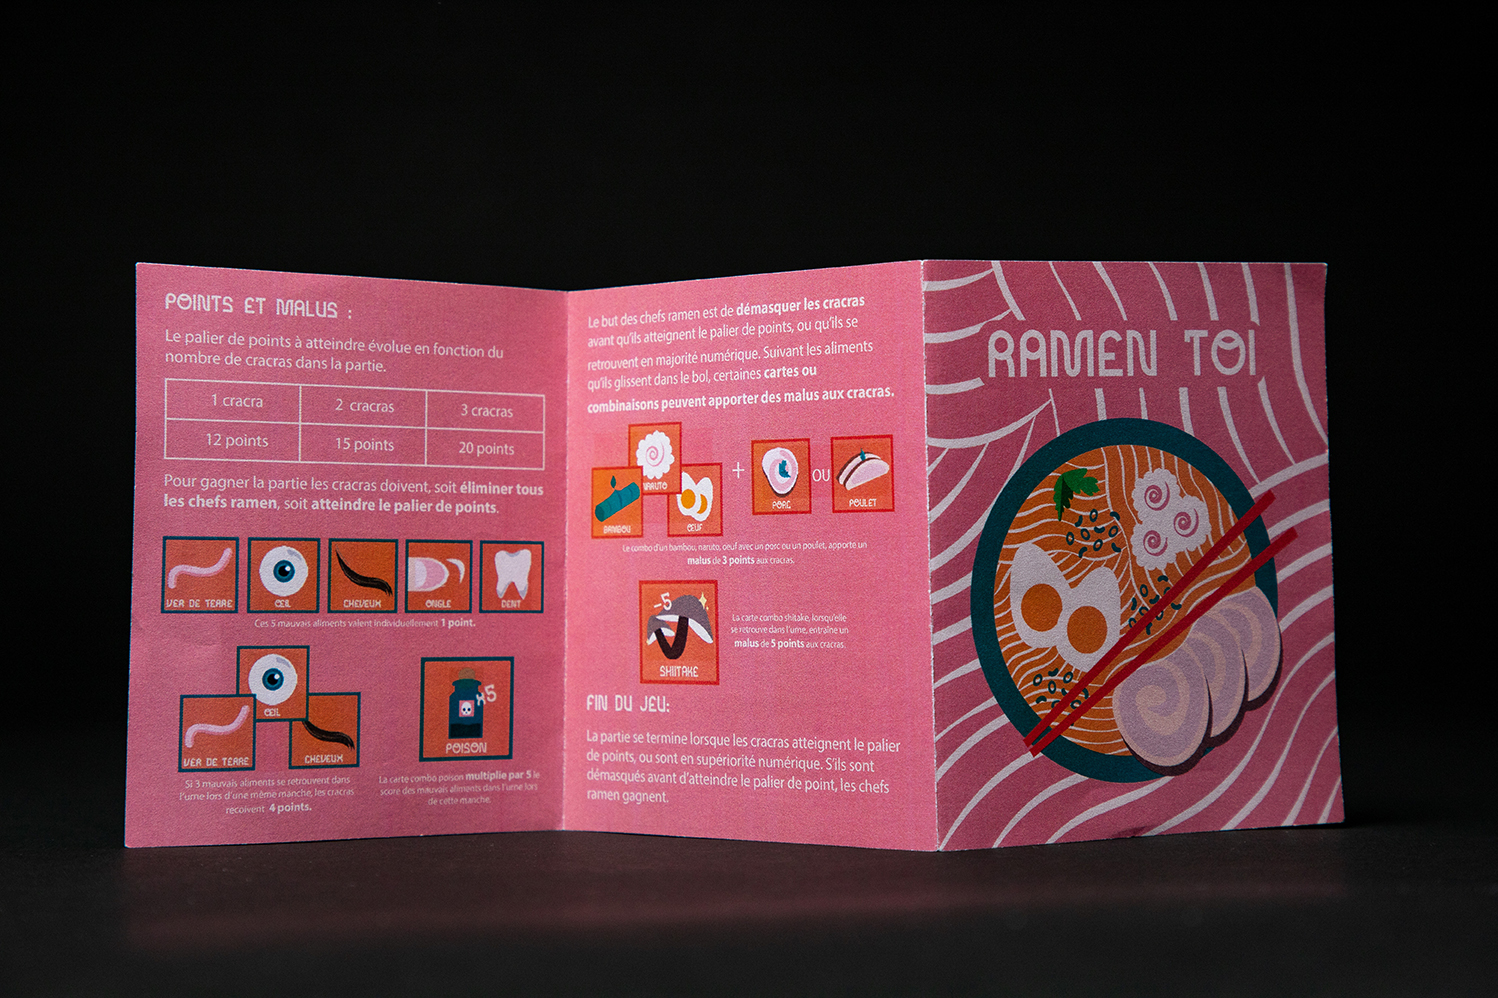 POINTS ET MALUS :
Le palier de points à atteindre évolue en fonction du
nombre de cracras dans la partie.
1 cracra
2 cracras
3 cracras
12 points
15 points
20 points
Pour gagner la partie les cracras doivent, soit éliminer tous
les chefs ramen, soit atteindre le palier de points.
VER DE TERRE
ŒIL
CHEVEUX
ONGLE
DENT
Ces 5 mauvais aliments valent individuellement 1 point.
ŒIL
VER DE TERRE
CHEVEUX
Si 3 mauvais aliments se retrouvent dans
l'urne lors d'une même manche, les cracras
recoivent 4 points.
x5
POISON
La carte combo poison multiplie par 5 le
score des mauvais aliments dans l'urne lors
de cette manche.
Le but des chefs ramen est de démasquer les cracras
avant qu'ils atteignent le palier de points, ou qu'ils se
retrouvent en majorité numérique. Suivant les aliments
qu'ils glissent dans le bol, certaines cartes ou
combinaisons peuvent apporter des malus aux cracras.
NARUTO
BAMBOU
ŒUF
+
PORC
OU
POULET
Le combo d'un bambou, naruto, oeuf avec un porc ou un poulet, apporte un
malus de 3 points aux cracras.
-5
SHIITAKE
La carte combo shitake, lorsqu'elle
se retrouve dans l'urne, entraîne un
malus de 5 points aux cracras.
FIN DU JEU:
La partie se termine lorsque les cracras atteignent le palier
de points, ou sont en supériorité numérique. S'ils sont
démasqués avant d'atteindre le palier de point, les chefs
ramen gagnent.
RAMEN TOI